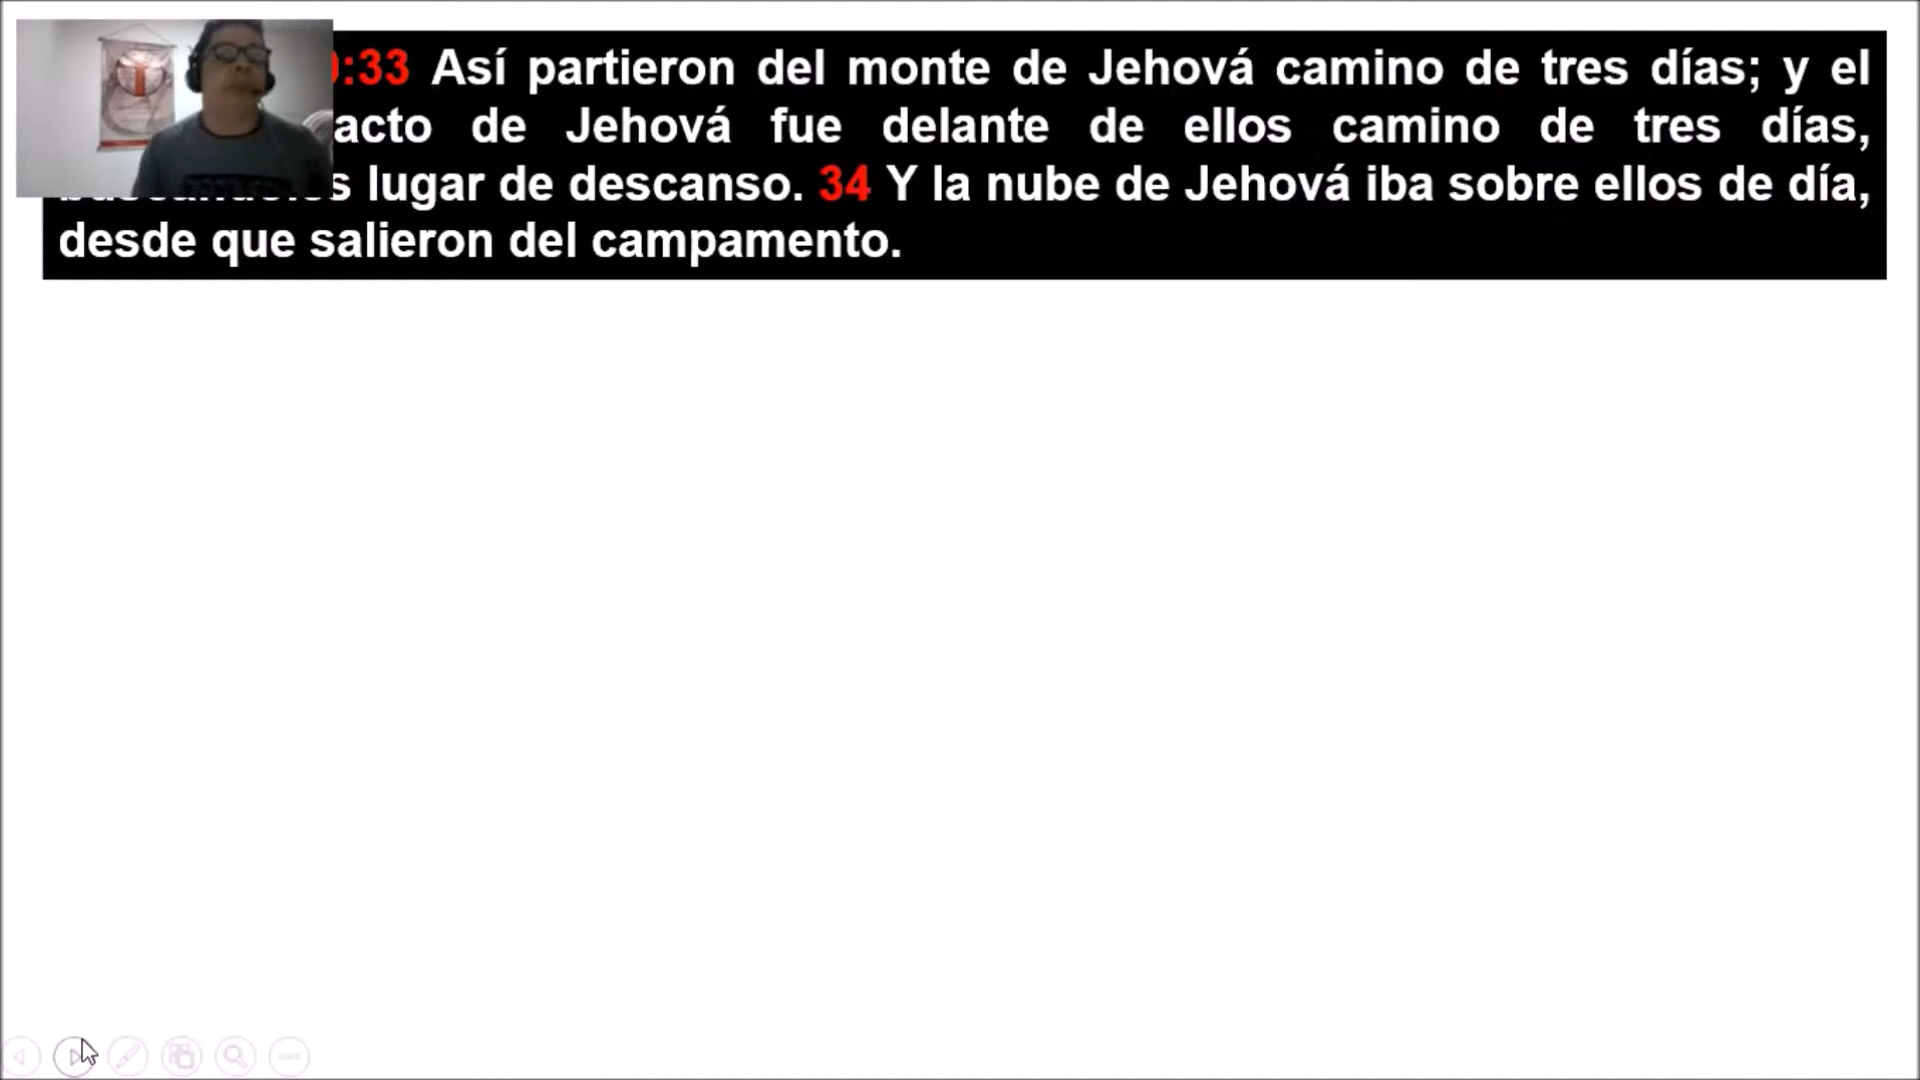 :33 Así partieron del monte de Jehová camino de tres días; y el
acto de Jehová fue delante de ellos camino de tres días,
s lugar de descanso. 34 Y la nube de Jehová iba sobre ellos de día,
desde que salieron del campamento.